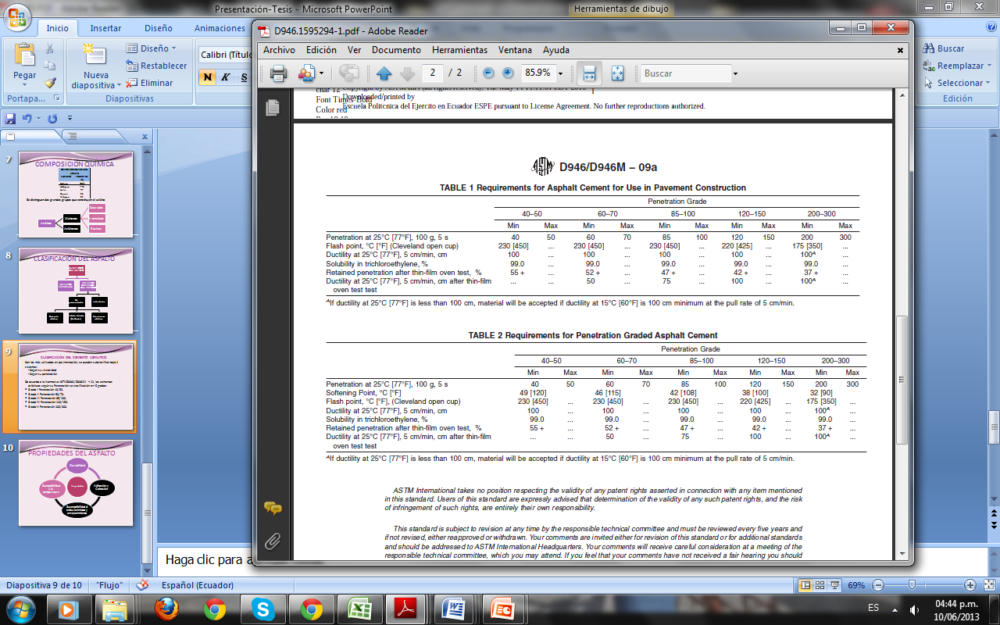 Presentación-Tesis - Microsoft PowerPoint
Herramientas de dibujo
Inicio
Insertar
Diseño
Animaciones
Pegar
Nueva
diapositiva
Diseño
Restablecer
Eliminar
Calibri (Títulc
N K S
Portapa...
Diapositivas
Buscar
Reemplazar
Seleccionar
Edición
7
COMPOSICIÓN QUÍMICA
8
CLASIFICACIÓN DEL ASFALTO
9
CLASIFICACIÓN DEL CEMENTO ASFÁLTICO
10
PROPIEDADES DEL ASFALTO
Durabilidad
Adhesión y
Cohesión
Haga clic para a
Diapositiva 9 de 10
"Flujo"
Español (Ecuador)
69%
D946.1595294-1.pdf - Adobe Reader
Archivo Edición Ver Documento Herramientas Ventana Ayuda
2 / 2
85.9%
Buscar
char 12
Downloaded/printed by
Font Times-Bold
Escuela Politcnica del Ejercito en Ecuador ESPE pursuant to License Agreement. No further reproductions authorized.
Color red
D946/D946M – 09a
TABLE 1 Requirements for Asphalt Cement for Use in Pavement Construction
Penetration Grade
40–50 60–70 85–100 120–150 200–300
Min Max Min Max Min Max Min Max Min Max
Penetration at 25°C [77°F], 100 g, 5 s 40 50 60 70 85 100 120 150 200 300
Flash point, °C [°F] (Cleveland open cup) 230 [450] ... 230 [450] ... 230 [450] ... 220 [425] ... 175 [350] ...
Ductility at 25°C [77°F], 5 cm/min, cm 100 ... 100 ... 100 ... 100 ... 100A ...
Solubility in trichloroethylene, % 99.0 ... 99.0 ... 99.0 ... 99.0 ... 99.0 ...
Retained penetration after thin-film oven test, % 55 + ... 52 + ... 47 + ... 42 + ... 37 + ...
Ductility at 25°C [77°F], 5 cm/min, cm after thin-film ... ... 50 ... 75 ... 100 ... 100A ...
oven test test
AIf ductility at 25°C [77°F] is less than 100 cm, material will be accepted if ductility at 15°C [60°F] is 100 cm minimum at the pull rate of 5 cm/min.
TABLE 2 Requirements for Penetration Graded Asphalt Cement
Penetration Grade
40–50 60–70 85–100 120–150 200–300
Min Max Min Max Min Max Min Max Min Max
Penetration at 25°C [77°F], 100 g, 5 s 40 50 60 70 85 100 120 150 200 300
Softening Point, °C [°F] 49 [120] 46 [115] 42 [108] 38 [100] 32 [90]
Flash point, °C [°F], (Cleveland open cup) 230 [450] ... 230 [450] ... 230 [450] ... 220 [425] ... 175 [350] ...
Ductility at 25°C [77°F], 5 cm/min, cm 100 ... 100 ... 100 ... 100 ... 100A ...
Solubility in trichloroethylene, % 99.0 ... 99.0 ... 99.0 ... 99.0 ... 99.0 ...
Retained penetration after thin-film oven test, % 55 + ... 52 + ... 47 + ... 42 + ... 37 + ...
Ductility at 25°C [77°F], 5 cm/min, cm after thin-film ... ... 50 ... 75 ... 100 ... 100A ...
oven test test
AIf ductility at 25°C [77°F] is less than 100 cm, material will be accepted if ductility at 15°C [60°F] is 100 cm minimum at the pull rate of 5 cm/min.
ASTM International takes no position respecting the validity of any patent rights asserted in connection with any item mentioned
in this standard. Users of this standard are expressly advised that determination of the validity of any such patent rights, and the risk
of infringement of such rights, are entirely their own responsibility.
This standard is subject to revision at any time by the responsible technical committee and must be reviewed every five years and
if not revised, either reapproved or withdrawn. Your comments are invited either for revision of this standard or for additional standards
and should be addressed to ASTM International Headquarters. Your comments will receive careful consideration at a meeting of the
responsible technical committee, which you may attend. If you feel that your comments have not received a fair hearing you should
ES
04:44 p.m.
10/06/2013